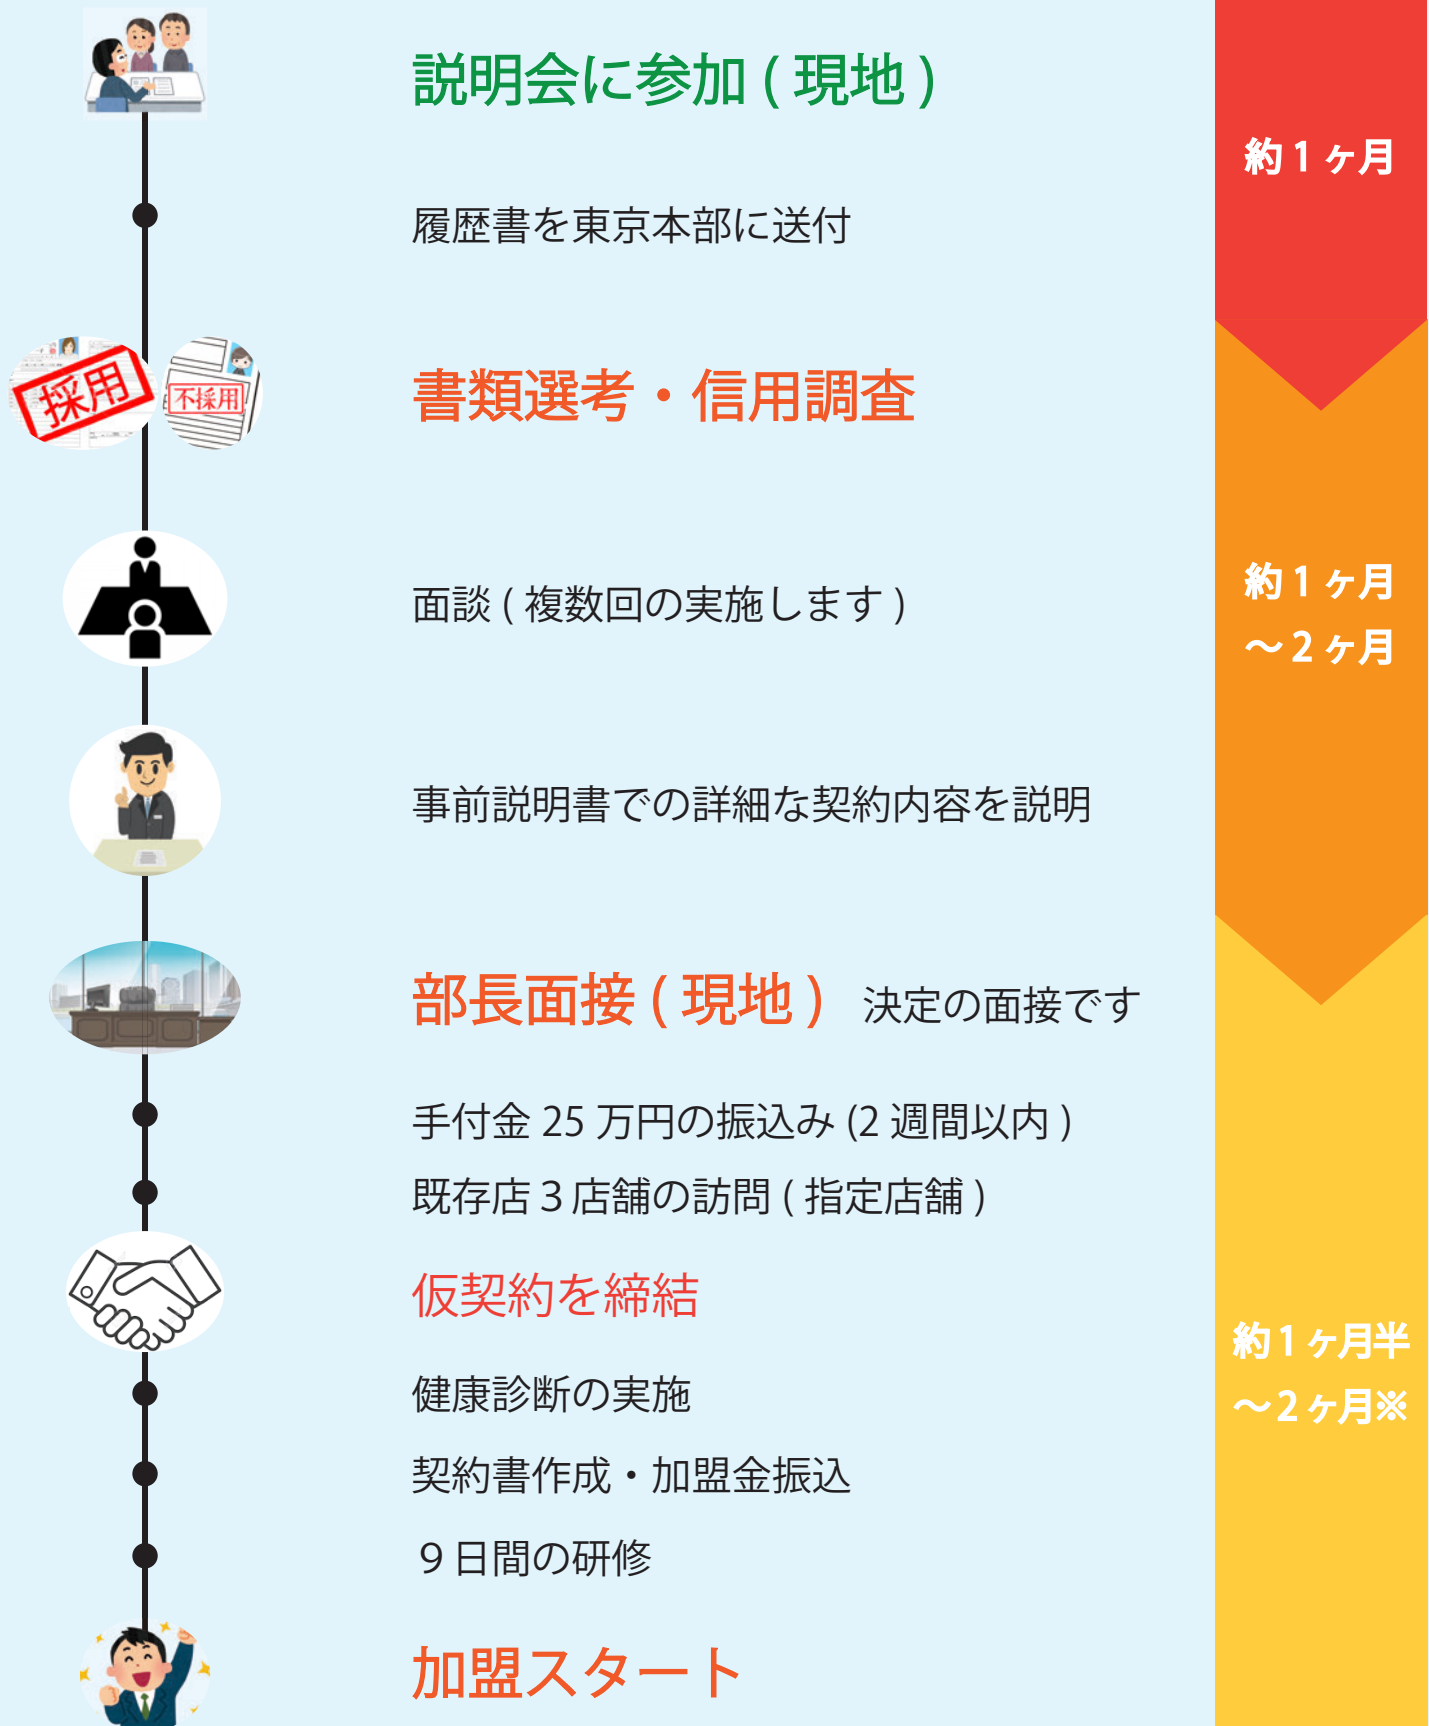 説明会に参加 ( 現地 )
約 1 ヶ月
履歴書を東京本部に送付
採用
不採用
書類選考・信用調査
面談 ( 複数回の実施します )
約 1 ヶ月
～ 2 ヶ月
事前説明書での詳細な契約内容を説明
部長面接 ( 現地 ) 決定の面接です
手付金 25 万円の振込み (2 週間以内 )
既存店３店舗の訪問 ( 指定店舗 )
仮契約を締結
約 1 ヶ月半
～ 2 ヶ月※
健康診断の実施
契約書作成・加盟金振込
９日間の研修
加盟スタート